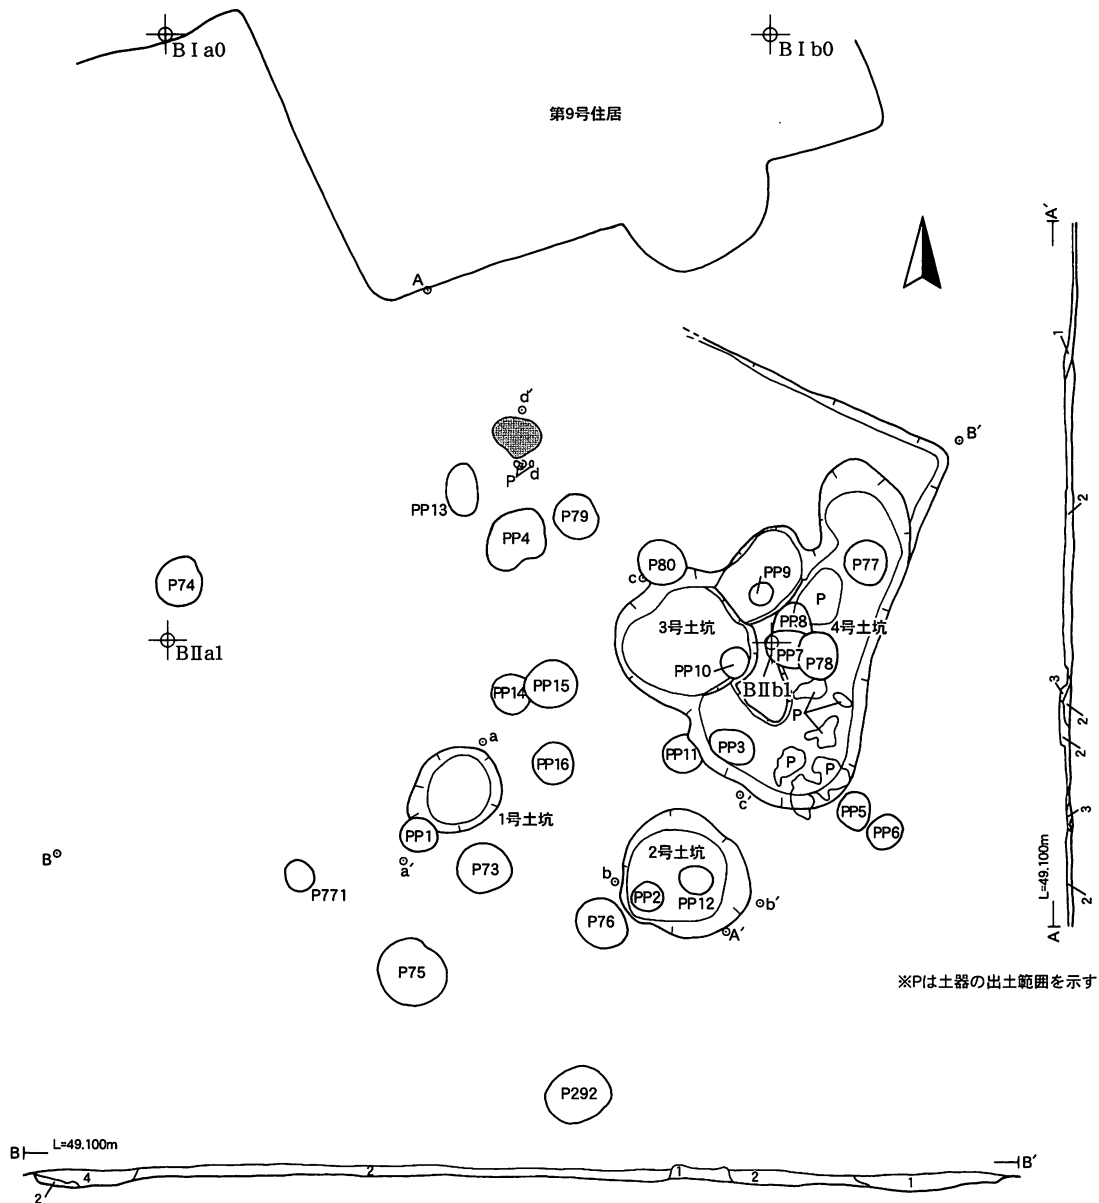 BⅠa0
BⅠb0
第9号住居
A
A′
1
d′
B′
P
d
2
PP13
PP4
P79
P80
c
PP9
P77
P74
P
PP8
4号土坑
3号土坑
BⅡa1
PP7
P78
PP10
BⅡb1
PP14
PP15
3
P
2
a
PP3
PP11
2
PP16
P
P
c′
3
1号土坑
PP5
PP1
PP6
B
a′
2号土坑
P73
L=49.100m
P771
b
PP2
PP12
b′
2
P76
A′
A
P75
※Pは土器の出土範囲を示す
P292
B
L=49.100m
B′
4
2
1
2
1
2